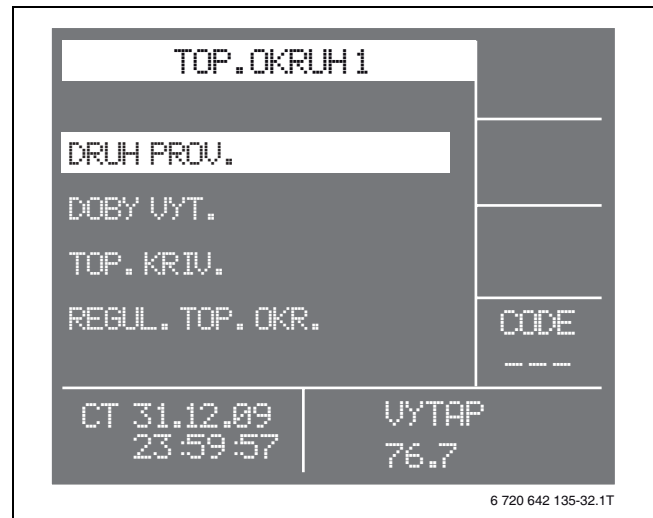 TOP.OKRUH 1
DRUH PROV.
DOBY VYT.
TOP. KRIV.
REGUL. TOP. OKR.
CODE
---
CT 31.12.09
23:59:57
VYTAP
76.7
6 720 642 135-32.1T